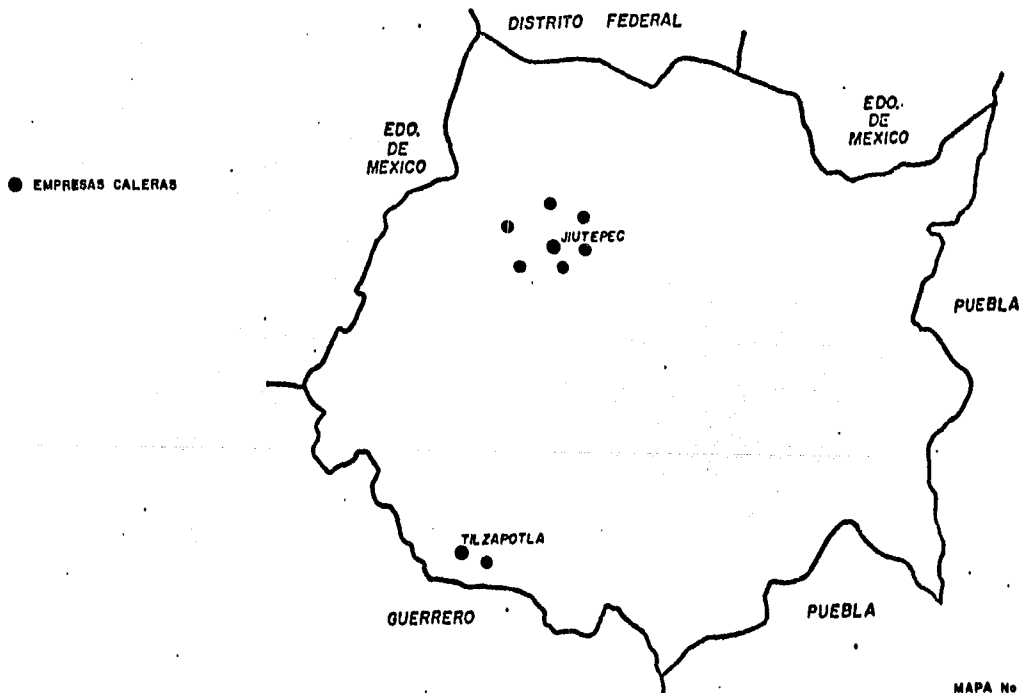 DISTRITO FEDERAL
EDO.
DE
MEXICO
EDO.
DE
MEXICO
EMPRESAS CALERAS
JIUTEPEC
PUEBLA
TILZAPOTLA
GUERRERO
PUEBLA
MAPA No